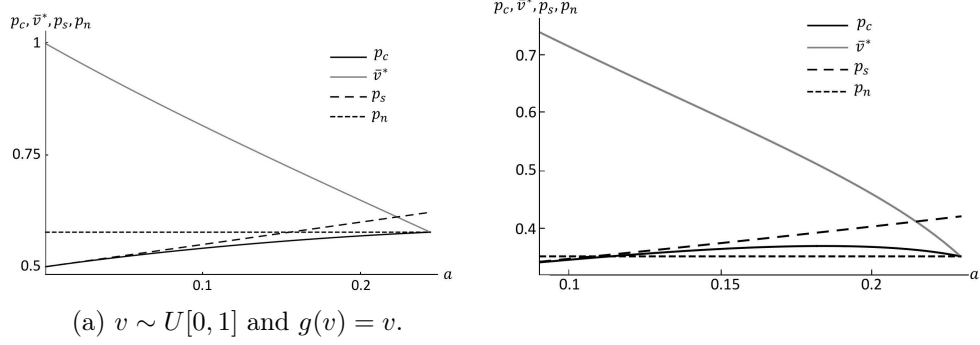 p_c, v̄*, p_s, p_n
1
0.75
0.5
0.1
0.2
a
p_c
v̄*
p_s
p_n
(a) v ∼ U[0, 1] and g(v) = v.
p_c, v̄*, p_s, p_n
0.7
0.6
0.5
0.4
0.1
0.15
0.2
a
p_c
v̄*
p_s
p_n